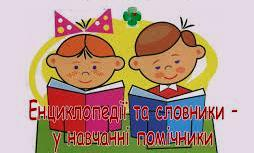 Енциклопедії та словники -
у навчанні помічники